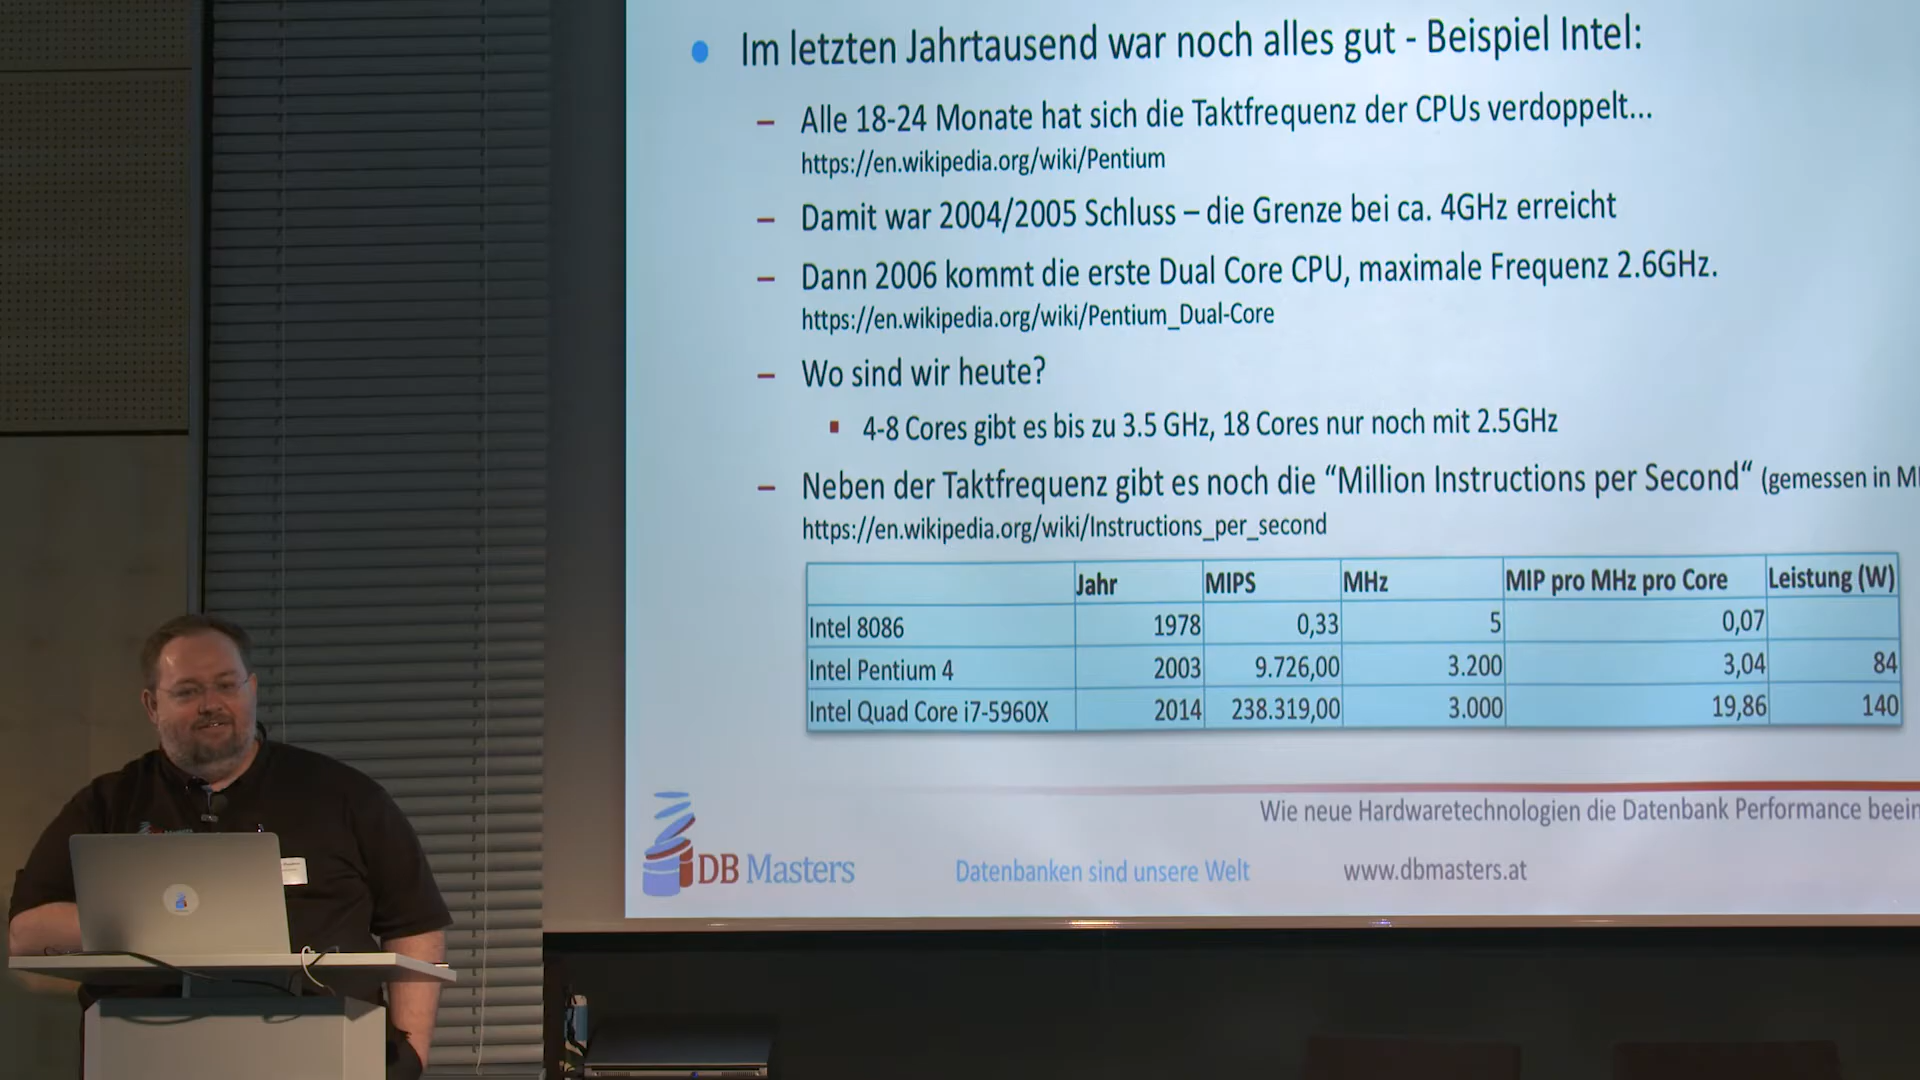 Im letzten Jahrtausend war noch alles gut - Beispiel Intel:
Alle 18-24 Monate hat sich die Taktfrequenz der CPUs verdoppelt...
https://en.wikipedia.org/wiki/Pentium
Damit war 2004/2005 Schluss – die Grenze bei ca. 4GHz erreicht
Dann 2006 kommt die erste Dual Core CPU, maximale Frequenz 2.6GHz.
https://en.wikipedia.org/wiki/Pentium_Dual-Core
Wo sind wir heute?
4-8 Cores gibt es bis zu 3.5 GHz, 18 Cores nur noch mit 2.5GHz
Neben der Taktfrequenz gibt es noch die “Million Instructions per Second“ (gemessen in
https://en.wikipedia.org/wiki/Instructions_per_second
Jahr MIPS MHz MIP pro MHz pro Core Leistung (W)
Intel 8086 1978 0,33 5 0,07
Intel Pentium 4 2003 9.726,00 3.200 3,04 84
Intel Quad Core i7-5960X 2014 238.319,00 3.000 19,86 140
Wie neue Hardwaretechnologien die Datenbank Performance
DB Masters Datenbanken sind unsere Welt www.dbmasters.at